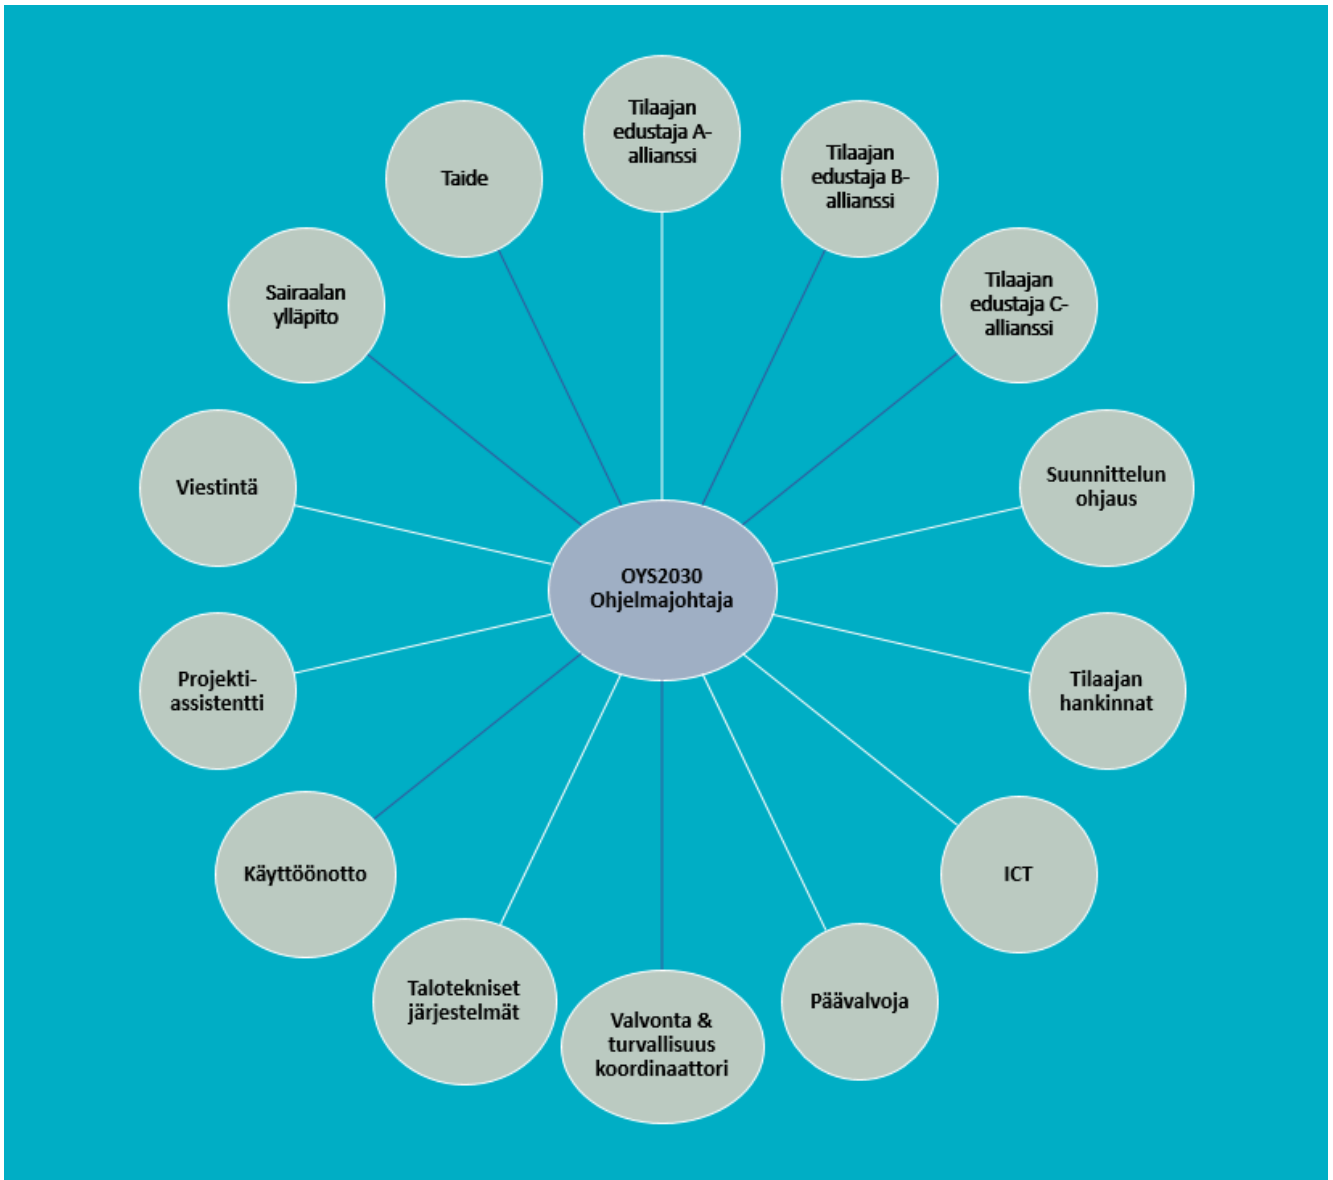 Tilaajan
edustaja A-
allianssi
Tilaajan
edustaja B-
allianssi
Tilaajan
edustaja C-
allianssi
Suunnittelun
ohjaus
Tilaajan
hankinnat
ICT
Päävalvoja
Valvonta &
turvallisuus
koordinaattori
Talotekniset
järjestelmät
Käyttöönotto
Projekti-
assistentti
Viestintä
Sairaalan
ylläpito
Taide
OYS2030
Ohjelmajohtaja